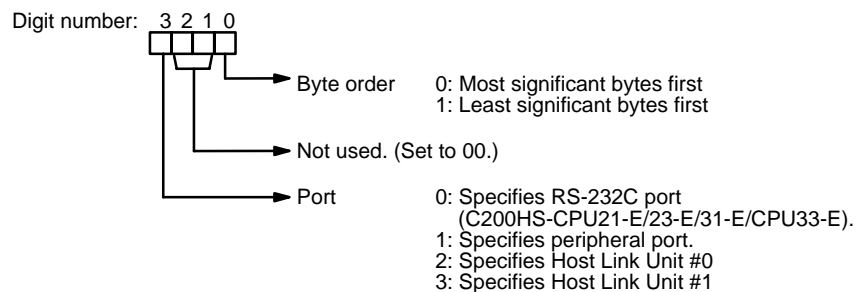 Digit number: 3 2 1 0
Byte order 0: Most significant bytes first
1: Least significant bytes first
Not used. (Set to 00.)
Port 0: Specifies RS-232C port
(C200HS-CPU21-E/23-E/31-E/CPU33-E).
1: Specifies peripheral port.
2: Specifies Host Link Unit #0
3: Specifies Host Link Unit #1